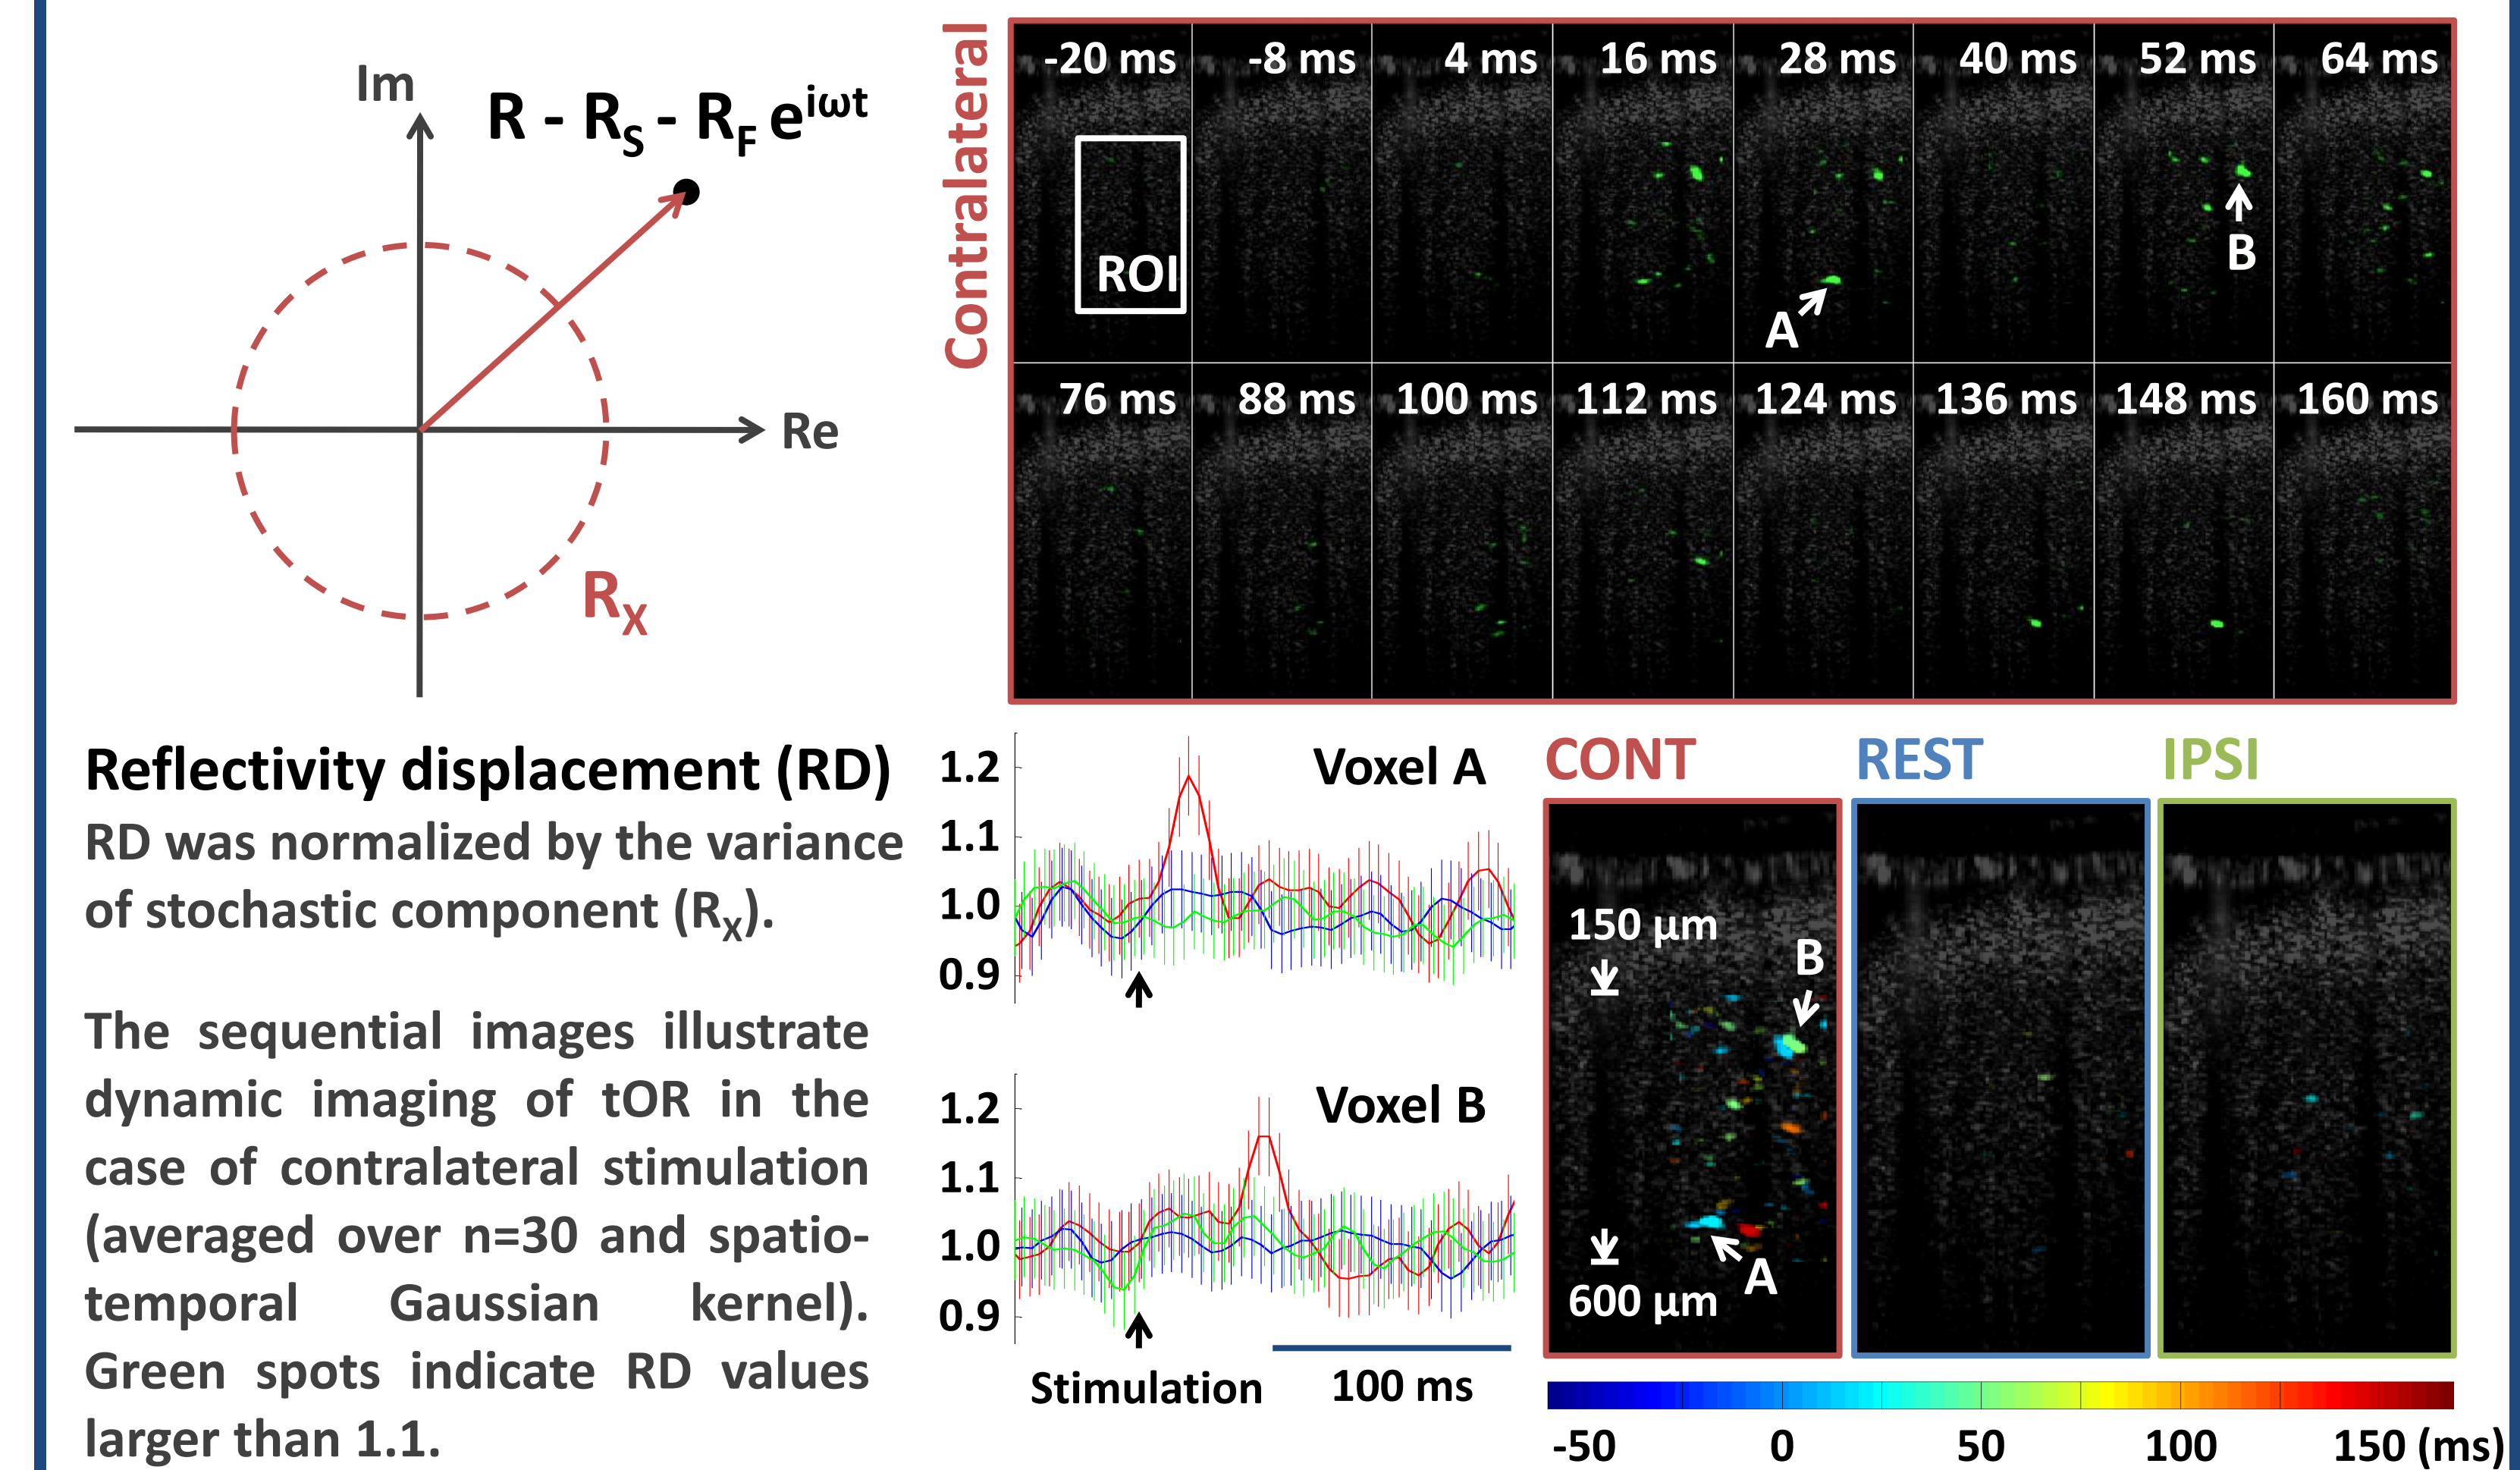 Im
R - RS - RF eiωt
Re
RX
Reflectivity displacement (RD)
RD was normalized by the variance
of stochastic component (RX).
The sequential images illustrate
dynamic imaging of tOR in the
case of contralateral stimulation
(averaged over n=30 and spatio-
temporal Gaussian kernel).
Green spots indicate RD values
larger than 1.1.
Contralateral
-20 ms
-8 ms
4 ms
16 ms
28 ms
40 ms
52 ms
64 ms
ROI
A
B
76 ms
88 ms
100 ms
112 ms
124 ms
136 ms
148 ms
160 ms
Voxel A
1.2
1.1
1.0
0.9
Voxel B
1.2
1.1
1.0
0.9
Stimulation
100 ms
CONT
REST
IPSI
150 µm
B
A
600 µm
-50 0 50 100 150 (ms)